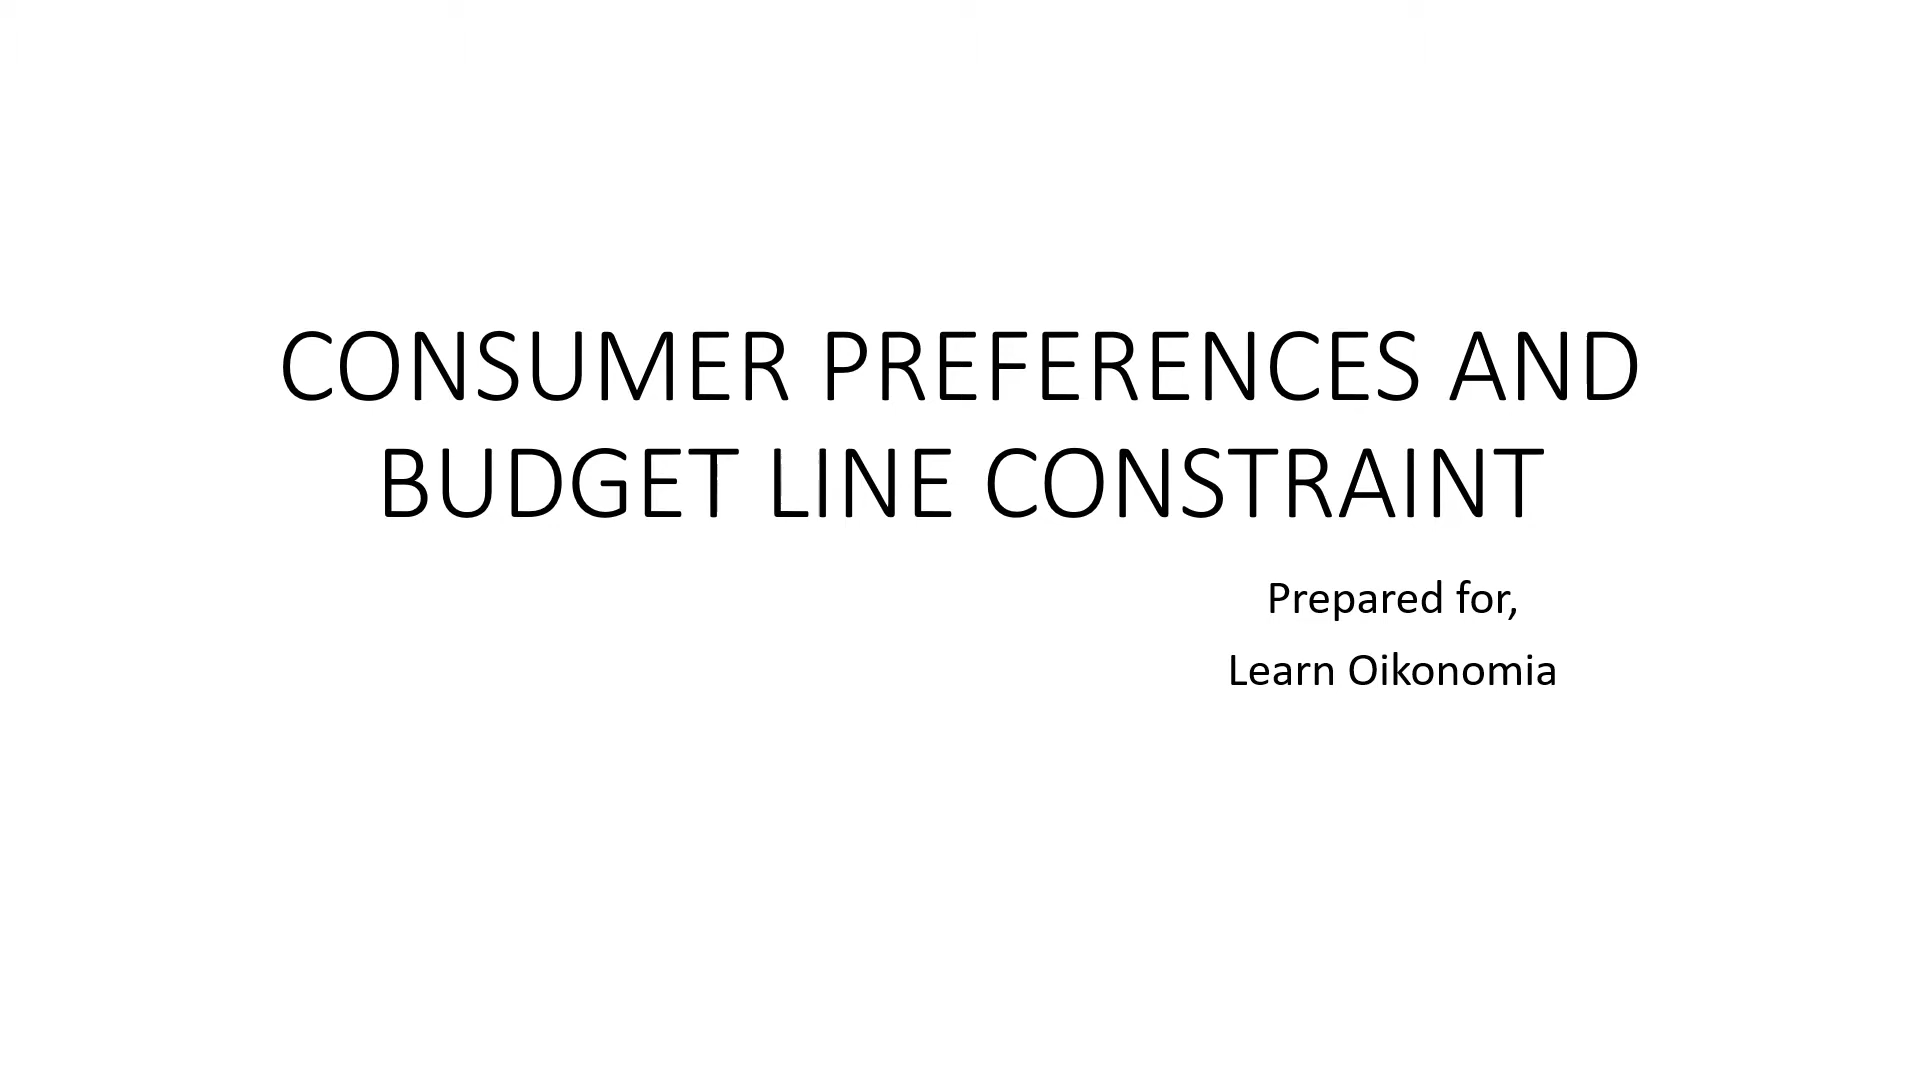 CONSUMER PREFERENCES AND
BUDGET LINE CONSTRAINT
Prepared for,
Learn Oikonomia